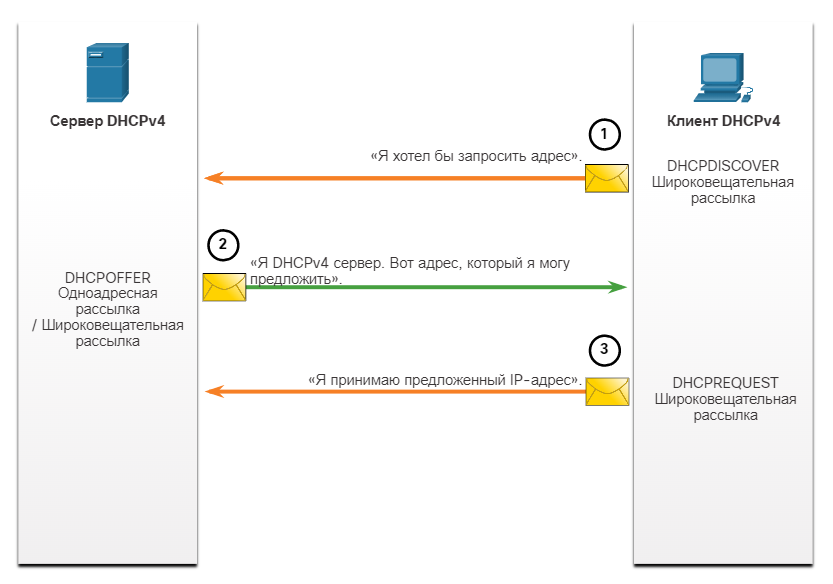 Сервер DHCPv4
Клиент DHCPv4
1
«Я хотел бы запросить адрес».
DHCPDISCOVER
Широковещательная
рассылка
2
«Я DHCPv4 сервер. Вот адрес, который я могу
предложить».
DHCPOFFER
Одноадресная
рассылка
/ Широковещательная
рассылка
3
«Я принимаю предложенный IP-адрес».
DHCPREQUEST
Широковещательная
рассылка